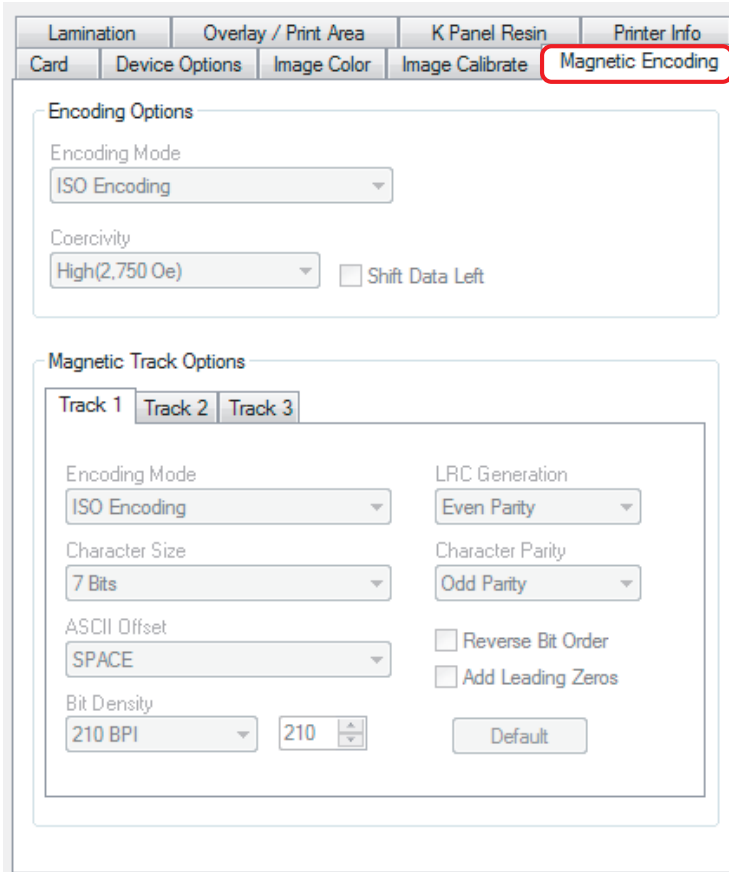 Lamination Overlay / Print Area K Panel Resin Printer Info
Card Device Options Image Color Image Calibrate Magnetic Encoding
Encoding Options
Encoding Mode
ISO Encoding
Coercivity
High(2,750 Oe) Shift Data Left
Magnetic Track Options
Track 1 Track 2 Track 3
Encoding Mode LRC Generation
ISO Encoding Even Parity
Character Size Character Parity
7 Bits Odd Parity
ASCII Offset
SPACE Reverse Bit Order
Add Leading Zeros
Bit Density
210 BPI 210 Default